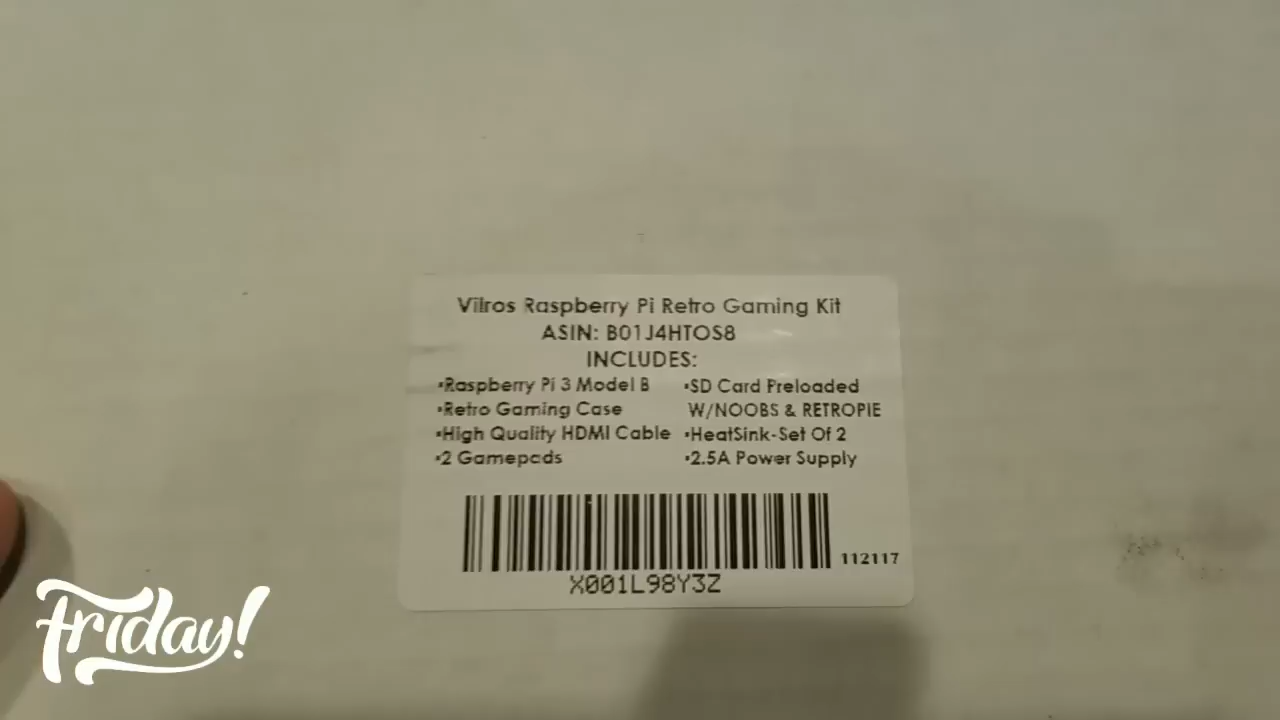 Vilros Raspberry Pi Retro Gaming Kit
ASIN: B01J4HTOS8
INCLUDES:
•Raspberry Pi 3 Model B
•Retro Gaming Case
•High Quality HDMI Cable
•2 Gamepads
•SD Card Preloaded
W/NOOBS & RETROPIE
•HeatSink-Set Of 2
•2.5A Power Supply
112117
X001L98Y3Z
Friday!